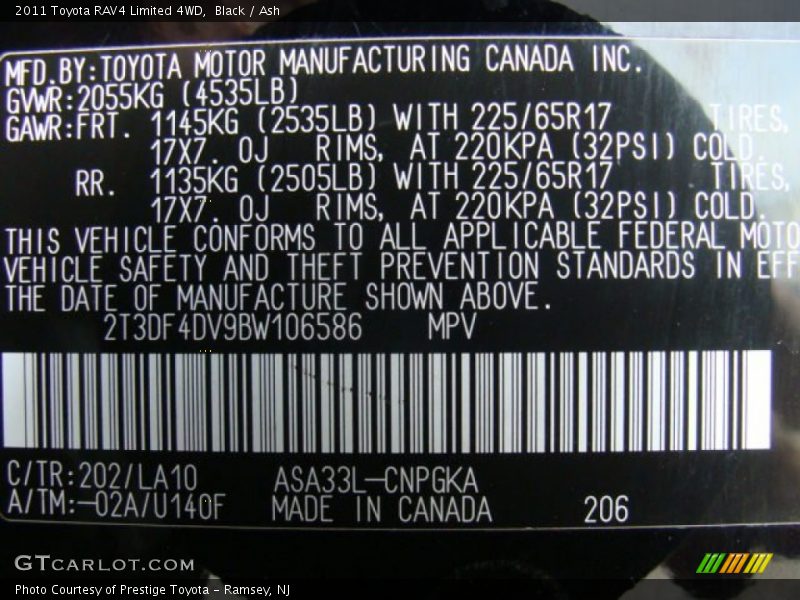 2011 Toyota RAV4 Limited 4WD,  Black / Ash
MFD.BY:TOYOTA MOTOR MANUFACTURING CANADA INC.
GVWR:2055KG (4535LB)
GAWR:FRT. 1145KG (2535LB) WITH 225/65R17 TIRES,
17X7. 0J RIMS, AT 220KPA (32PSI) COLD.
RR. 1135KG (2505LB) WITH 225/65R17 TIRES,
17X7. 0J RIMS, AT 220KPA (32PSI) COLD.
THIS VEHICLE CONFORMS TO ALL APPLICABLE FEDERAL MOTO
VEHICLE SAFETY AND THEFT PREVENTION STANDARDS IN EFF
THE DATE OF MANUFACTURE SHOWN ABOVE.
2T3DF4DV9BW106586 MPV
C/TR:202/LA10 ASA33L-CNPGKA
A/TM:-02A/U140F MADE IN CANADA 206
GTCARLOT.COM
Photo Courtesy of Prestige Toyota - Ramsey, NJ